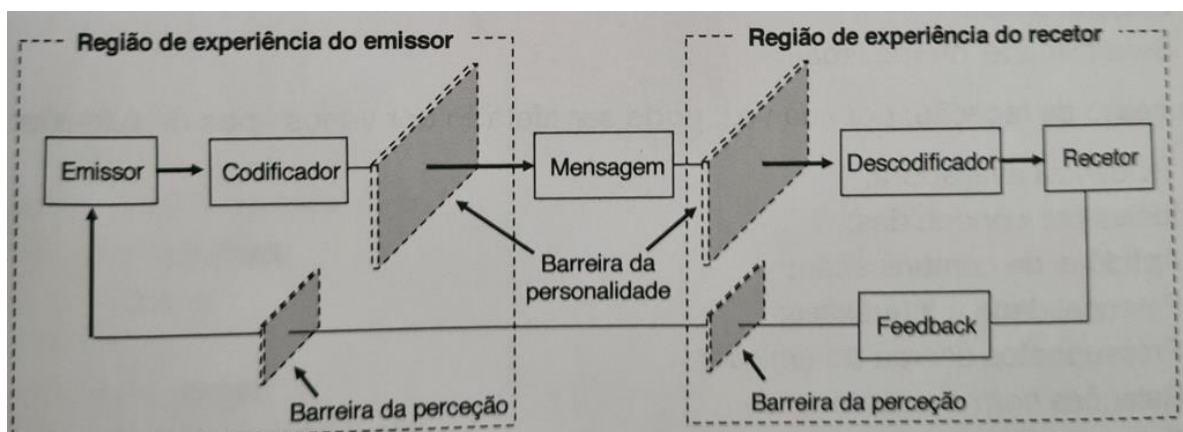 Região de experiência do emissor
Região de experiência do recetor
Emissor
Codificador
Mensagem
Descodificador
Recetor
Barreira da
personalidade
Feedback
Barreira da perceção
Barreira da perceção